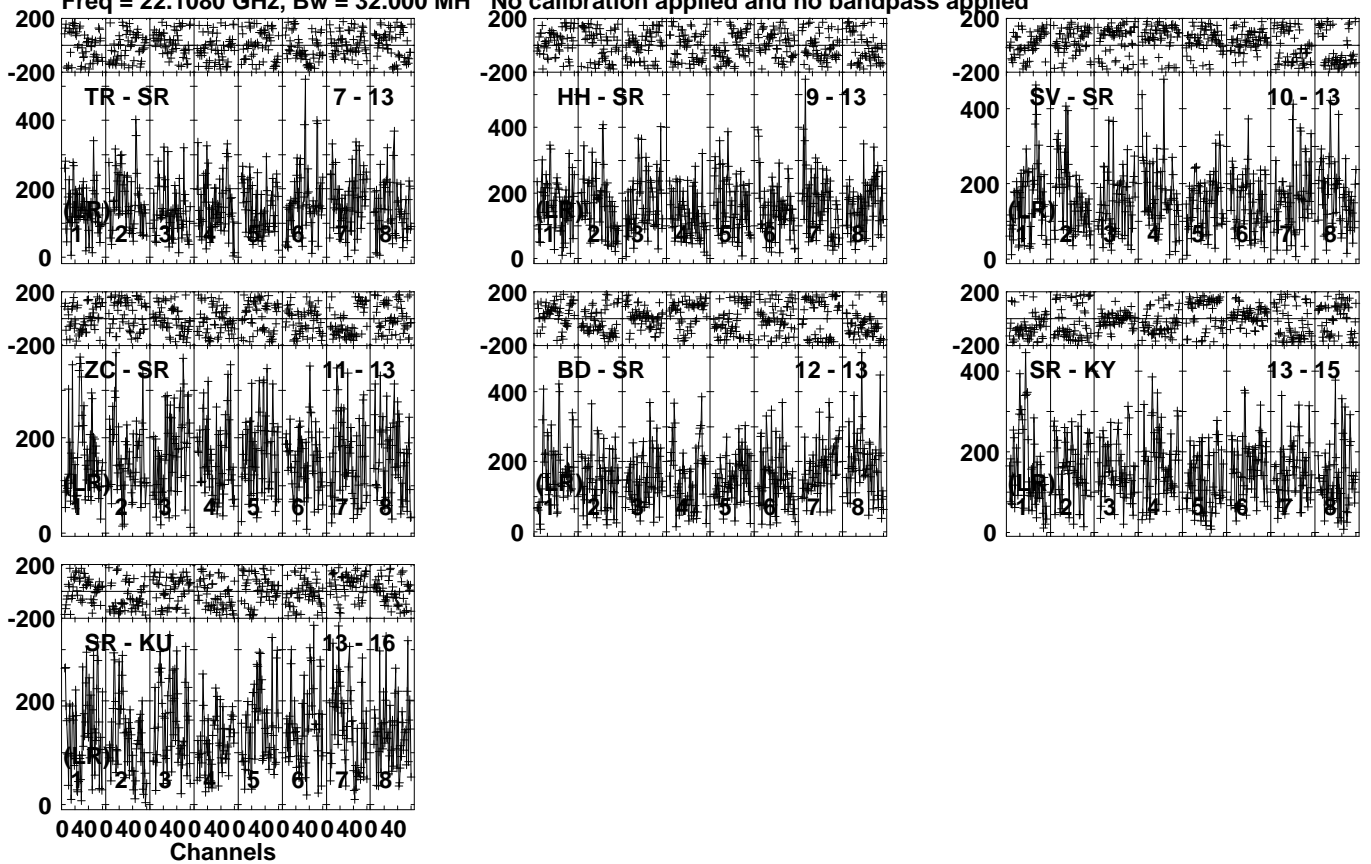 Freq = 22.1080 GHz, Bw = 32.000 MH No calibration applied and no bandpass applied
200
-200
TR - SR 7 - 13
400
200
(LR)
0
1 2 3 4 5 6 7 8
200
-200
HH - SR 9 - 13
400
200
(LR)
0
1 2 3 4 5 6 7 8
200
-200
SV - SR 10 - 13
400
200
(LR)
0
1 2 3 4 5 6 7 8
200
-200
ZC - SR 11 - 13
200
(LR)
0
1 2 3 4 5 6 7 8
200
-200
BD - SR 12 - 13
400
200
(LR)
0
1 2 3 4 5 6 7 8
200
-200
SR - KY 13 - 15
400
200
(LR)
0
1 2 3 4 5 6 7 8
200
-200
SR - KU 13 - 16
200
(LR)
0
1 2 3 4 5 6 7 8
0 40 0 40 0 40 0 40 0 40 0 40 0 40 0 40
Channels